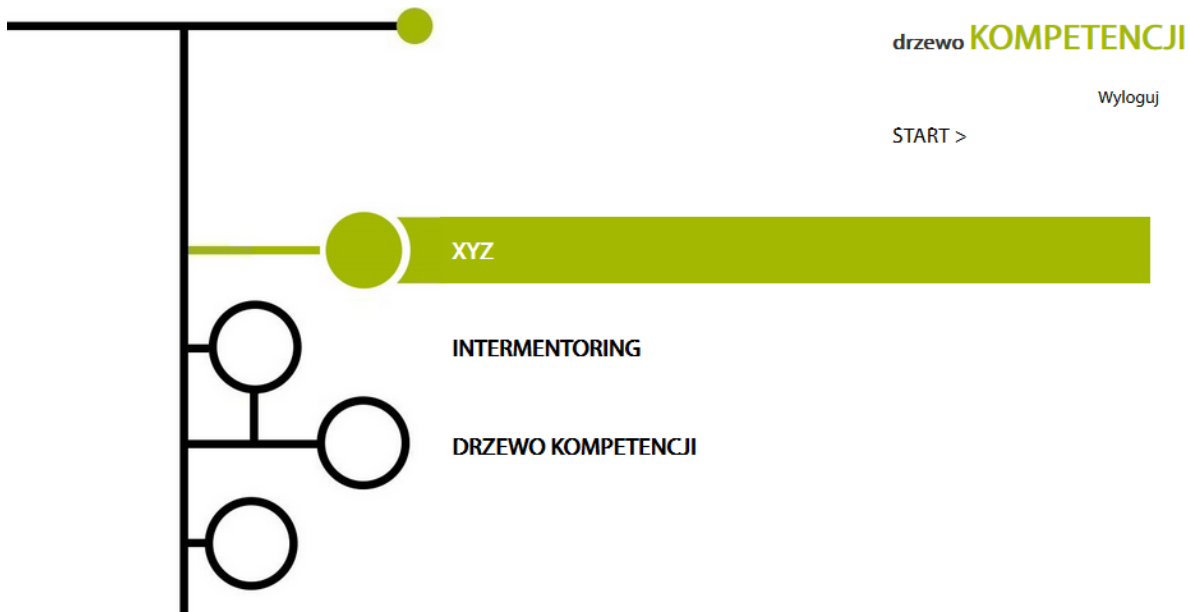 drzewo KOMPETENCJI
Wyloguj
START >
XYZ
INTERMENTORING
DRZEWO KOMPETENCJI